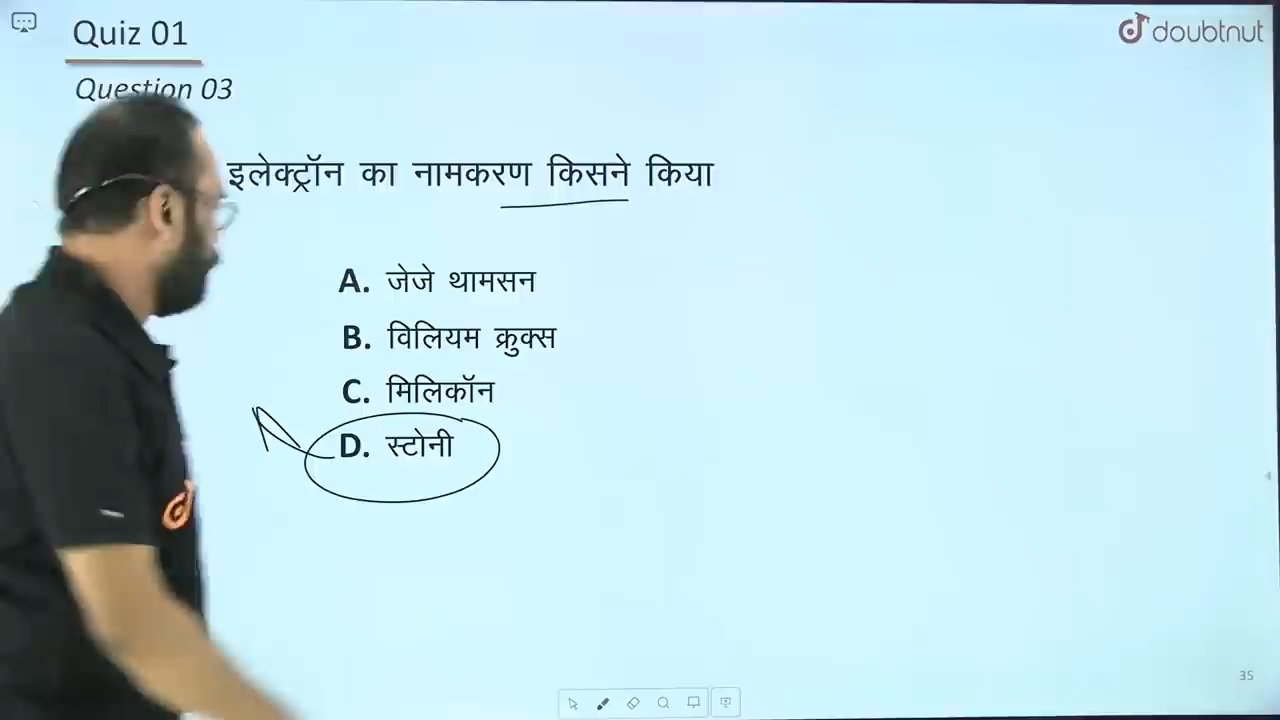 Quiz 01
doubtnut
Question 03
इलेक्ट्रॉन का नामकरण किसने किया
A. जेजे थामसन
B. विलियम क्रुक्स
C. मिलिकॉन
D. स्टोनी
35